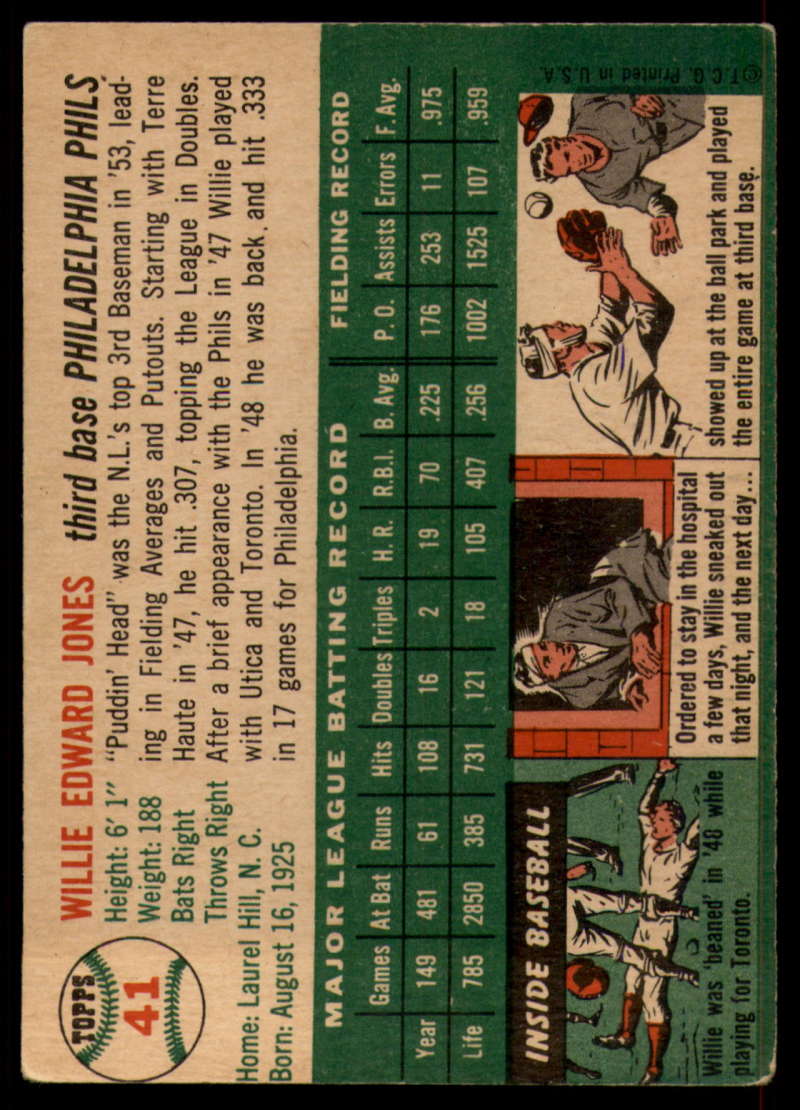 TOPPS
41
WILLIE EDWARD JONES third base PHILADELPHIA PHILS
Height: 6' 1"
Weight: 188
Bats Right
Throws Right
Home: Laurel Hill, N. C.
Born: August 16, 1925
"Puddin' Head" was the N.L.'s top 3rd Baseman in '53, lead-
ing in Fielding Averages and Putouts. Starting with Terre
Haute in '47, he hit .307, topping the League in Doubles.
After a brief appearance with the Phils in '47 Willie played
with Utica and Toronto. In '48 he was back and hit .333
in 17 games for Philadelphia.
MAJOR LEAGUE BATTING RECORD FIELDING RECORD
Games At Bat Runs Hits Doubles Triples H. R. R.B.I. B. Avg. P. O. Assists Errors F. Avg.
Year 149 481 61 108 16 2 19 70 .225 176 253 11 .975
Life 785 2850 385 731 121 18 105 407 .256 1002 1525 107 .959
INSIDE BASEBALL
Willie was 'beaned' in '48 while
playing for Toronto.
Ordered to stay in the hospital
a few days, Willie sneaked out
that night, and the next day...
showed up at the ball park and played
the entire game at third base.
© T.C.G. Printed in U.S.A.